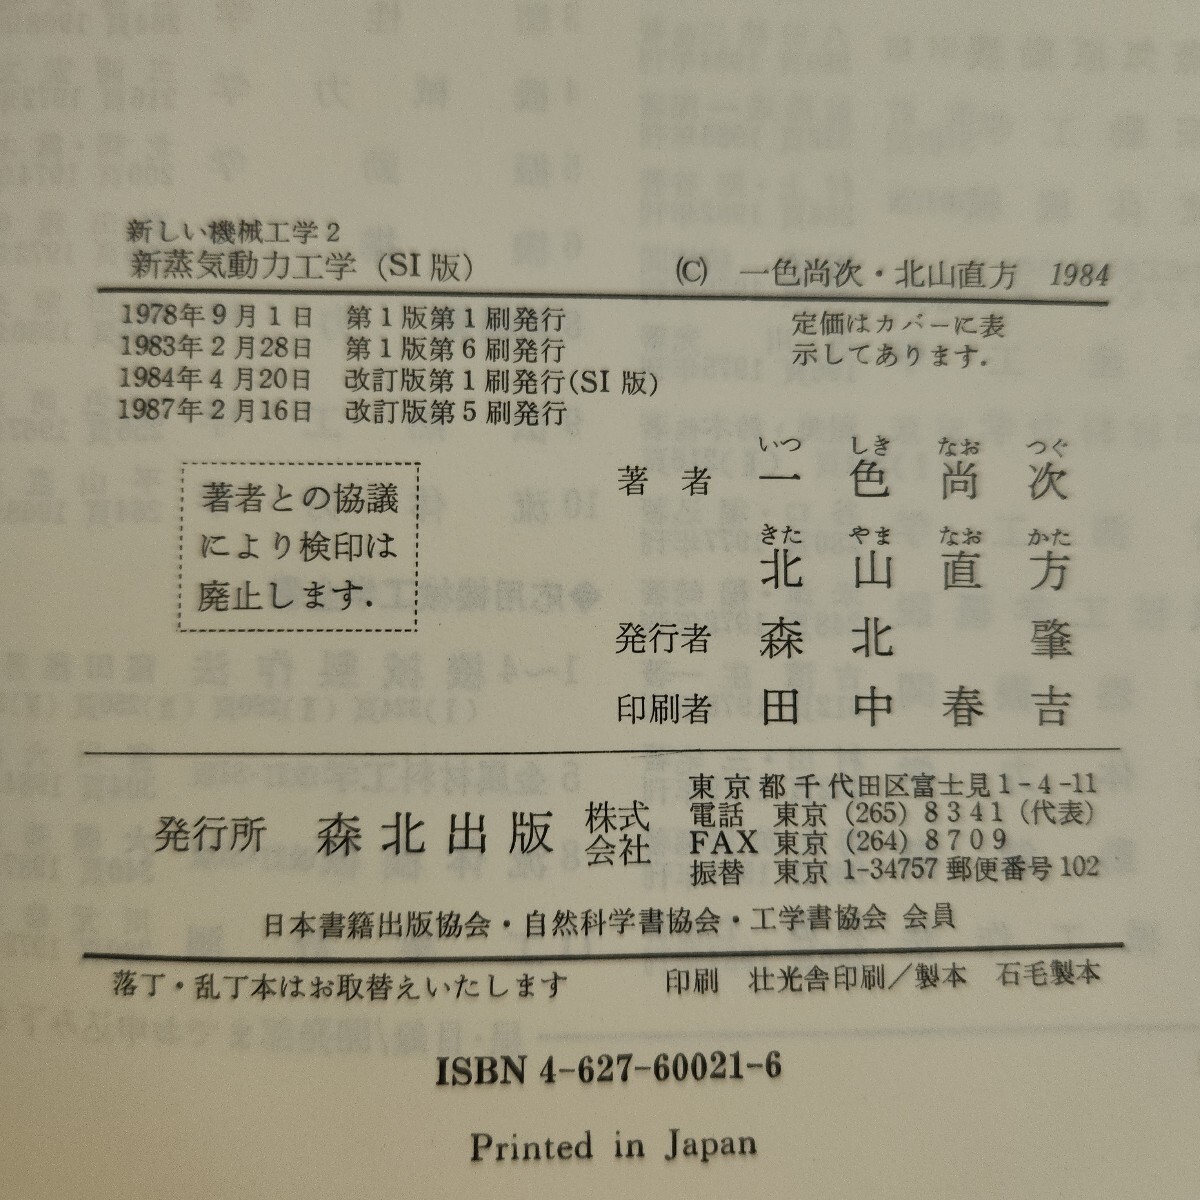 新しい機械工学2
新蒸気動力工学（SI版）
(C) 一色尚次・北山直方 1984
1978年9月1日 第1版第1刷発行
1983年2月28日 第1版第6刷発行
1984年4月20日 改訂版第1刷発行(SI版)
1987年2月16日 改訂版第5刷発行
定価はカバーに表
示してあります．
著者との協議
により検印は
廃止します．
いつ しき なお つぐ
著者 一色尚次
きた やま なお かた
北山直方
発行者 森北 肇
印刷者 田中春吉
発行所 森北出版 株式会社
東京都千代田区富士見1-4-11
電話 東京 (265) 8341（代表）
FAX 東京 (264) 8709
振替 東京 1-34757 郵便番号 102
日本書籍出版協会・自然科学書協会・工学書協会 会員
落丁・乱丁本はお取替えいたします
印刷 壮光舎印刷／製本 石毛製本
ISBN 4-627-60021-6
Printed in Japan